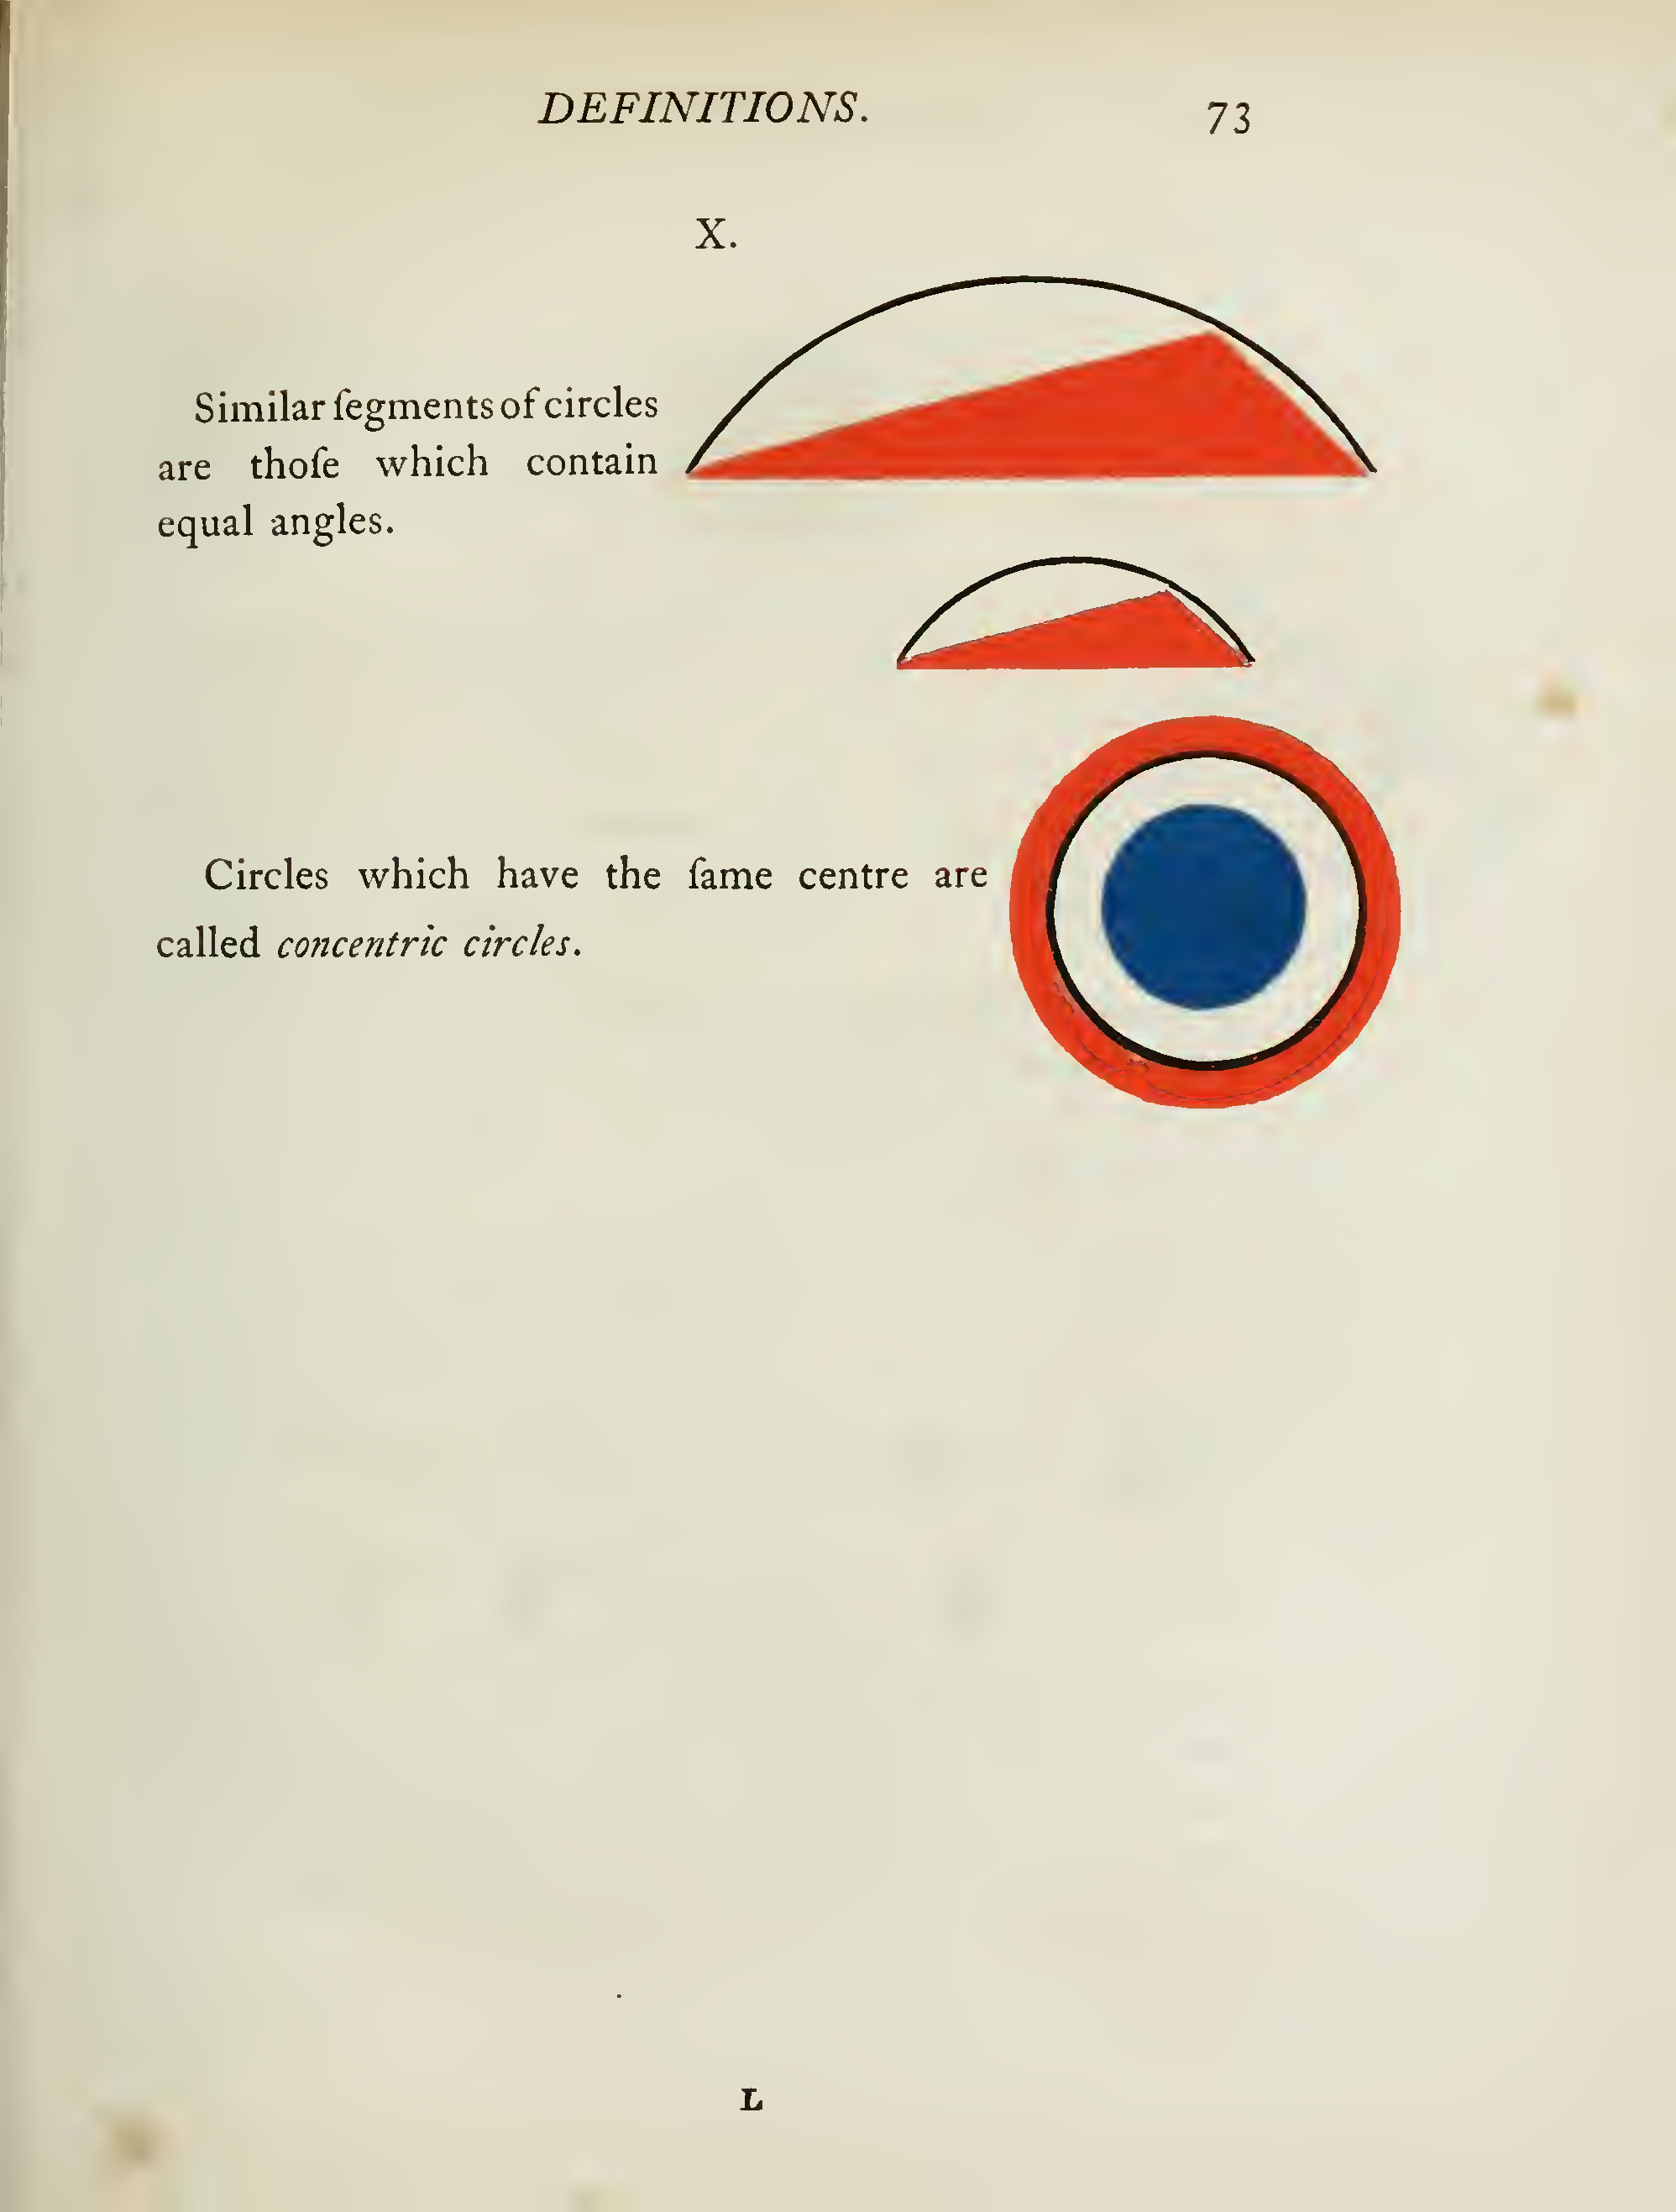 DEFINITIONS. 73
X.
Similar ſegments of circles
are thoſe which contain
equal angles.
Circles which have the ſame centre are
called concentric circles.
L